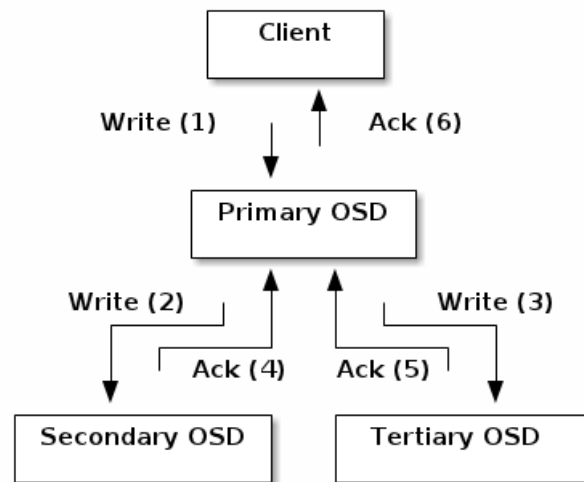 Client
Write (1)
Ack (6)
Primary OSD
Write (2)
Write (3)
Ack (4)
Ack (5)
Secondary OSD
Tertiary OSD